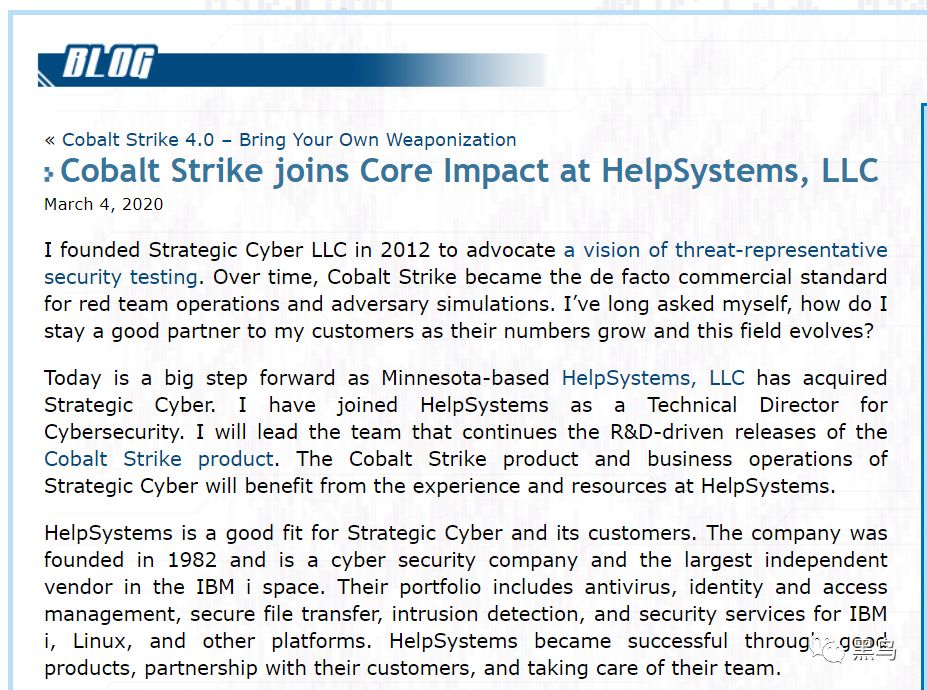 BLOG
« Cobalt Strike 4.0 – Bring Your Own Weaponization
Cobalt Strike joins Core Impact at HelpSystems, LLC
March 4, 2020
I founded Strategic Cyber LLC in 2012 to advocate a vision of threat-representative
security testing. Over time, Cobalt Strike became the de facto commercial standard
for red team operations and adversary simulations. I’ve long asked myself, how do I
stay a good partner to my customers as their numbers grow and this field evolves?
Today is a big step forward as Minnesota-based HelpSystems, LLC has acquired
Strategic Cyber. I have joined HelpSystems as a Technical Director for
Cybersecurity. I will lead the team that continues the R&D-driven releases of the
Cobalt Strike product. The Cobalt Strike product and business operations of
Strategic Cyber will benefit from the experience and resources at HelpSystems.
HelpSystems is a good fit for Strategic Cyber and its customers. The company was
founded in 1982 and is a cyber security company and the largest independent
vendor in the IBM i space. Their portfolio includes antivirus, identity and access
management, secure file transfer, intrusion detection, and security services for IBM
i, Linux, and other platforms. HelpSystems became successful through good
products, partnership with their customers, and taking care of their team.
黑鸟